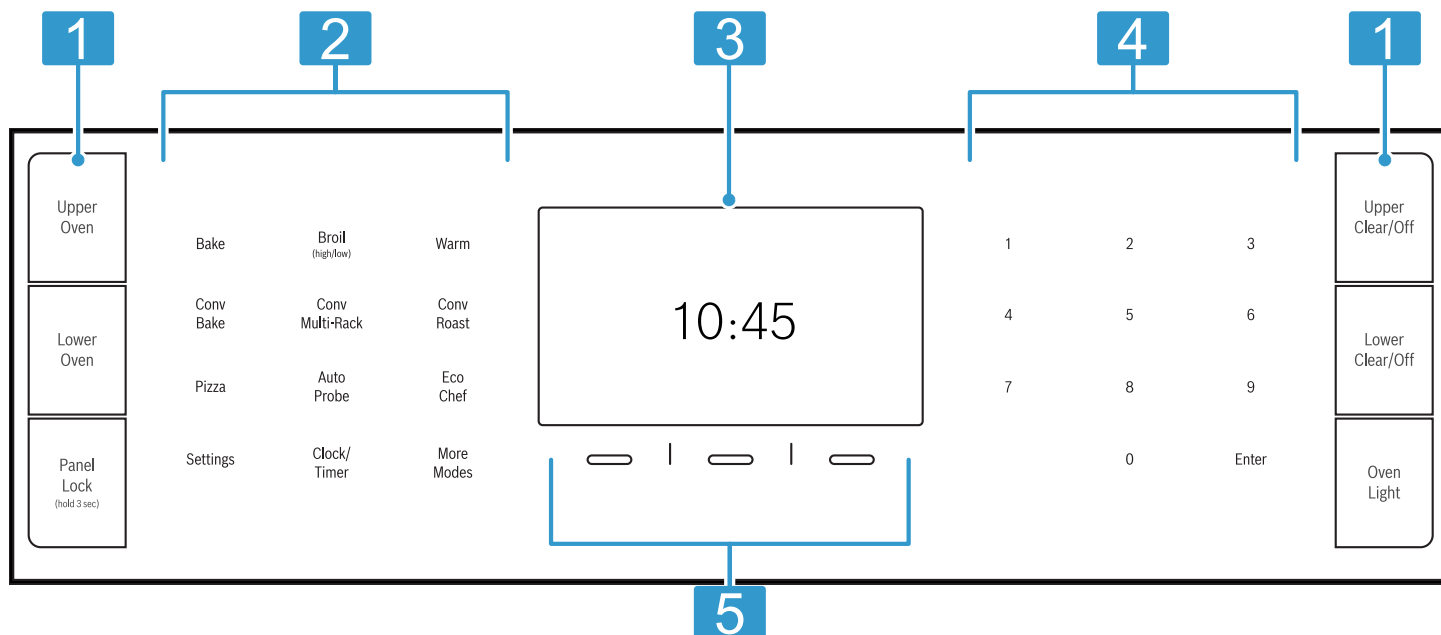 1
2
3
4
1
Upper
Oven
Lower
Oven
Panel
Lock
(hold 3 sec)
Bake
Broil
(high/low)
Warm
Conv
Bake
Conv
Multi-Rack
Conv
Roast
Pizza
Auto
Probe
Eco
Chef
Settings
Clock/
Timer
More
Modes
10:45
1
2
3
4
5
6
7
8
9
0
Enter
Upper
Clear/Off
Lower
Clear/Off
Oven
Light
5